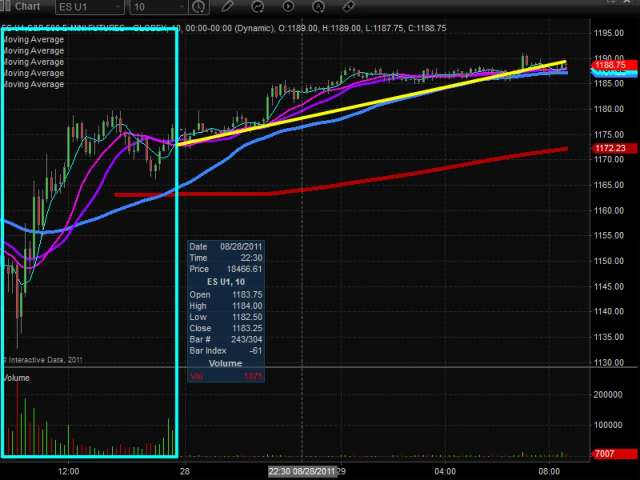 Chart ES U1 10
ES U1,S&P 500 E-MINI FUTURES - GLOBEX, 10, 00:00-00:00 (Dynamic), O:1189.00, H:1189.00, L:1187.75, C:1188.75
Moving Average
Moving Average
Moving Average
Moving Average
Moving Average
1195.00
1190.00
1188.75
1185.00
1180.00
1175.00
1172.23
1170.00
1165.00
1160.00
1155.00
1150.00
1145.00
1140.00
1135.00
1130.00
Date 08/28/2011
Time 22:30
Price 18466.61
ES U1, 10
Open 1183.75
High 1184.00
Low 1182.50
Close 1183.25
Bar # 243/304
Bar Index -61
Volume
Vol 1075
© Interactive Data, 2011
Volume
200000
100000
7007
12:00 28 22:30 08/28/2011 29 04:00 08:00